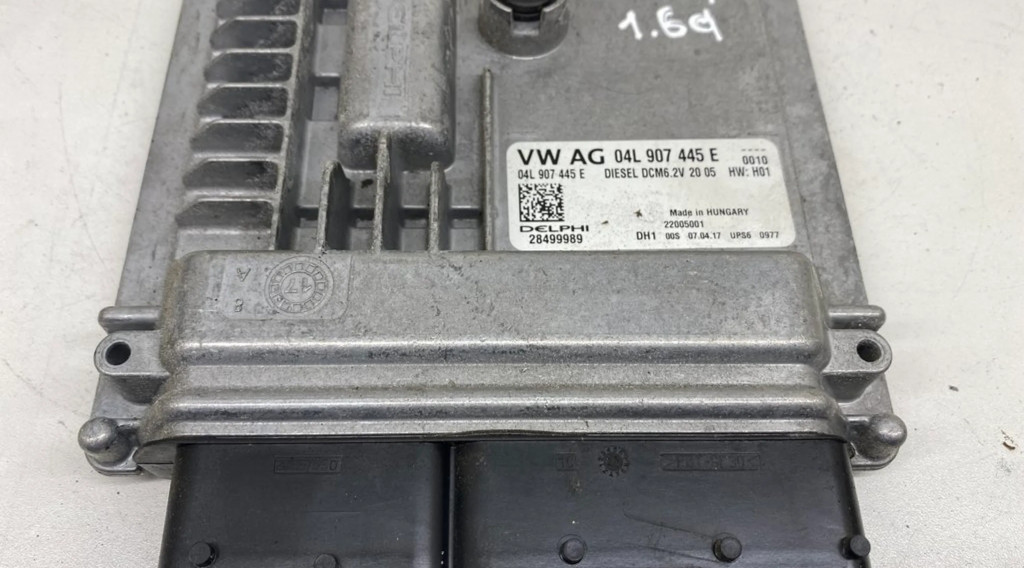 1.6d
VW AG 04L 907 445 E ----
0010
04L 907 445 E DIESEL DCM6.2V 20 05 HW: H01
Made in HUNGARY
DELPHI 22005001
28499989 DH1 00S 07.04.17 UPS6 0977
A
17
B